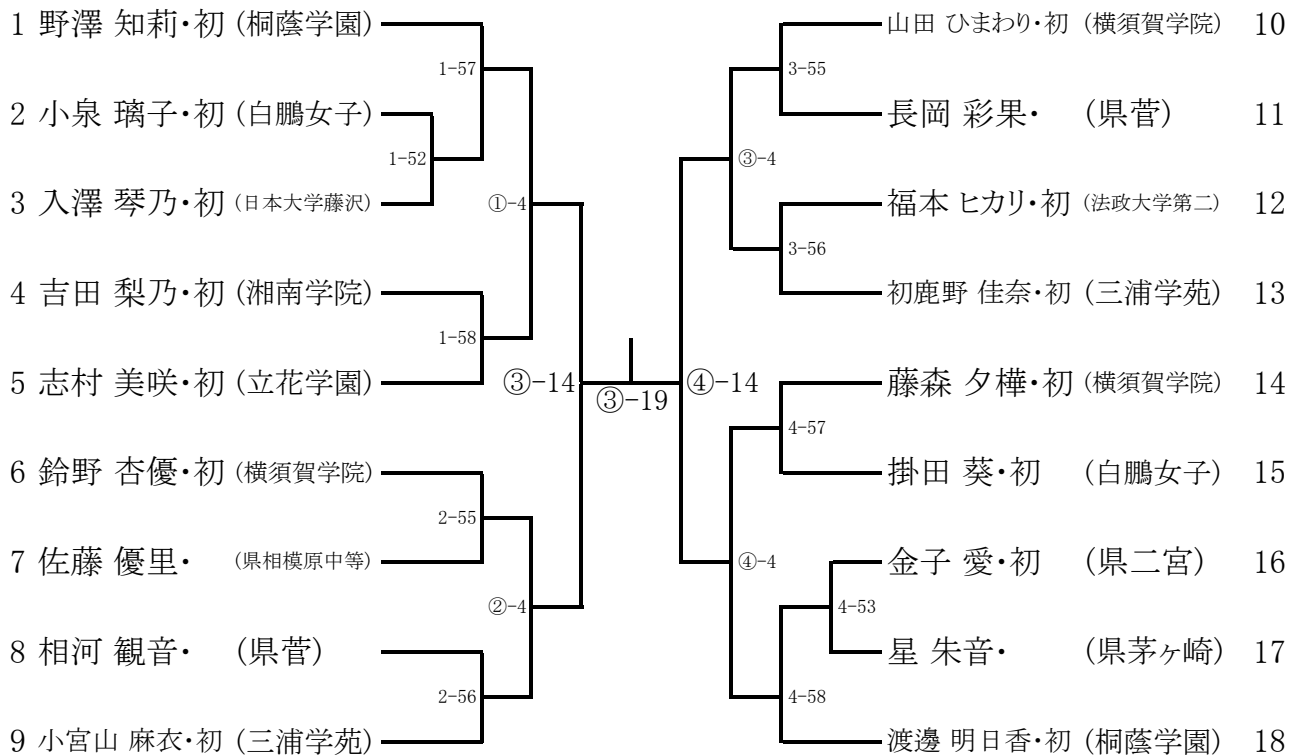 1 野澤 知莉・初 (桐蔭学園)
1-57
2 小泉 璃子・初 (白鵬女子)
1-52
3 入澤 琴乃・初 (日本大学藤沢)
①-4
4 吉田 梨乃・初 (湘南学院)
1-58
5 志村 美咲・初 (立花学園)
③-14
6 鈴野 杏優・初 (横須賀学院)
2-55
7 佐藤 優里・ (県相模原中等)
②-4
8 相河 観音・ (県菅)
2-56
9 小宮山 麻衣・初 (三浦学苑)
③-19
山田 ひまわり・初 (横須賀学院) 10
3-55
長岡 彩果・ (県菅) 11
③-4
福本 ヒカリ・初 (法政大学第二) 12
3-56
初鹿野 佳奈・初 (三浦学苑) 13
④-14
藤森 夕樺・初 (横須賀学院) 14
4-57
掛田 葵・初 (白鵬女子) 15
④-4
金子 愛・初 (県二宮) 16
4-53
星 朱音・ (県茅ヶ崎) 17
4-58
渡邊 明日香・初 (桐蔭学園) 18